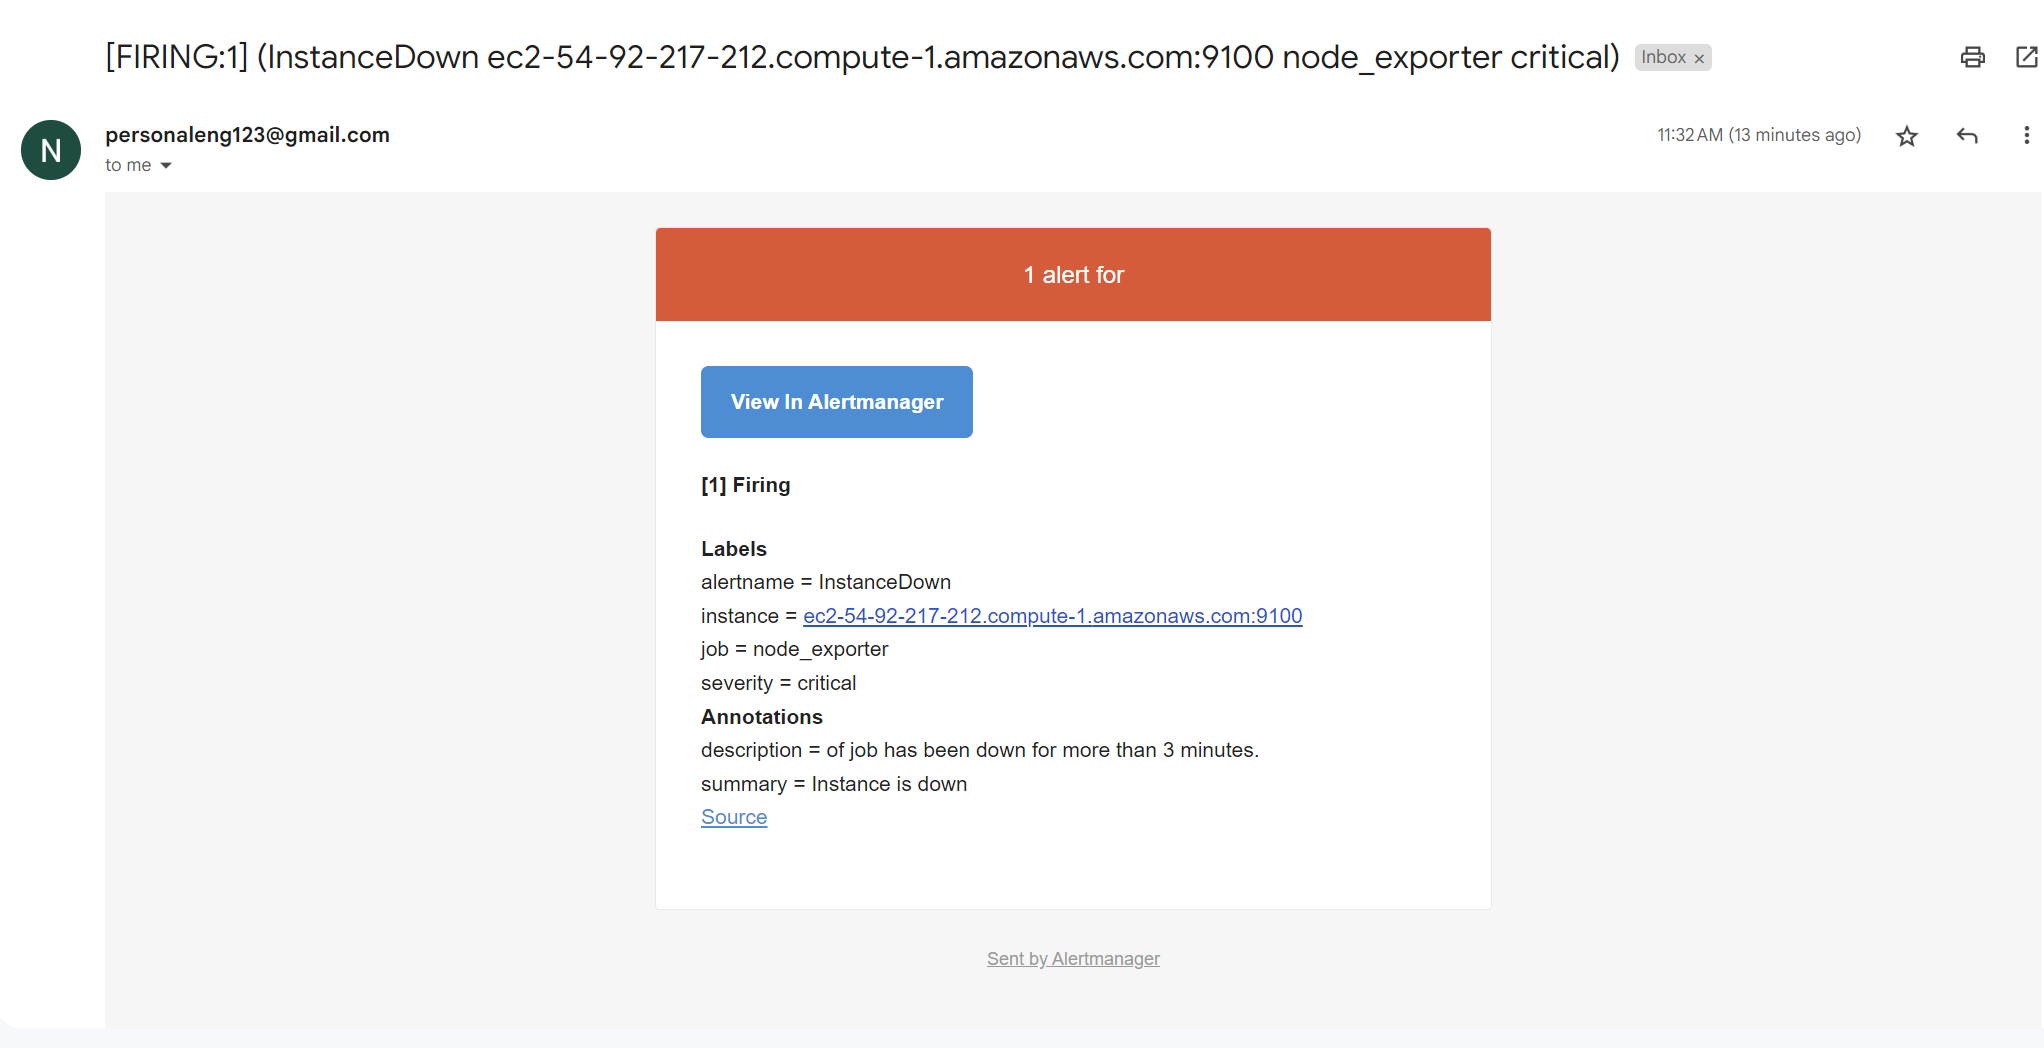 [FIRING:1] (InstanceDown ec2-54-92-217-212.compute-1.amazonaws.com:9100 node_exporter critical) Inbox ×
N
personaleng123@gmail.com
11:32 AM (13 minutes ago)
to me
1 alert for
View In Alertmanager
[1] Firing
Labels
alertname = InstanceDown
instance = ec2-54-92-217-212.compute-1.amazonaws.com:9100
job = node_exporter
severity = critical
Annotations
description = of job has been down for more than 3 minutes.
summary = Instance is down
Source
Sent by Alertmanager